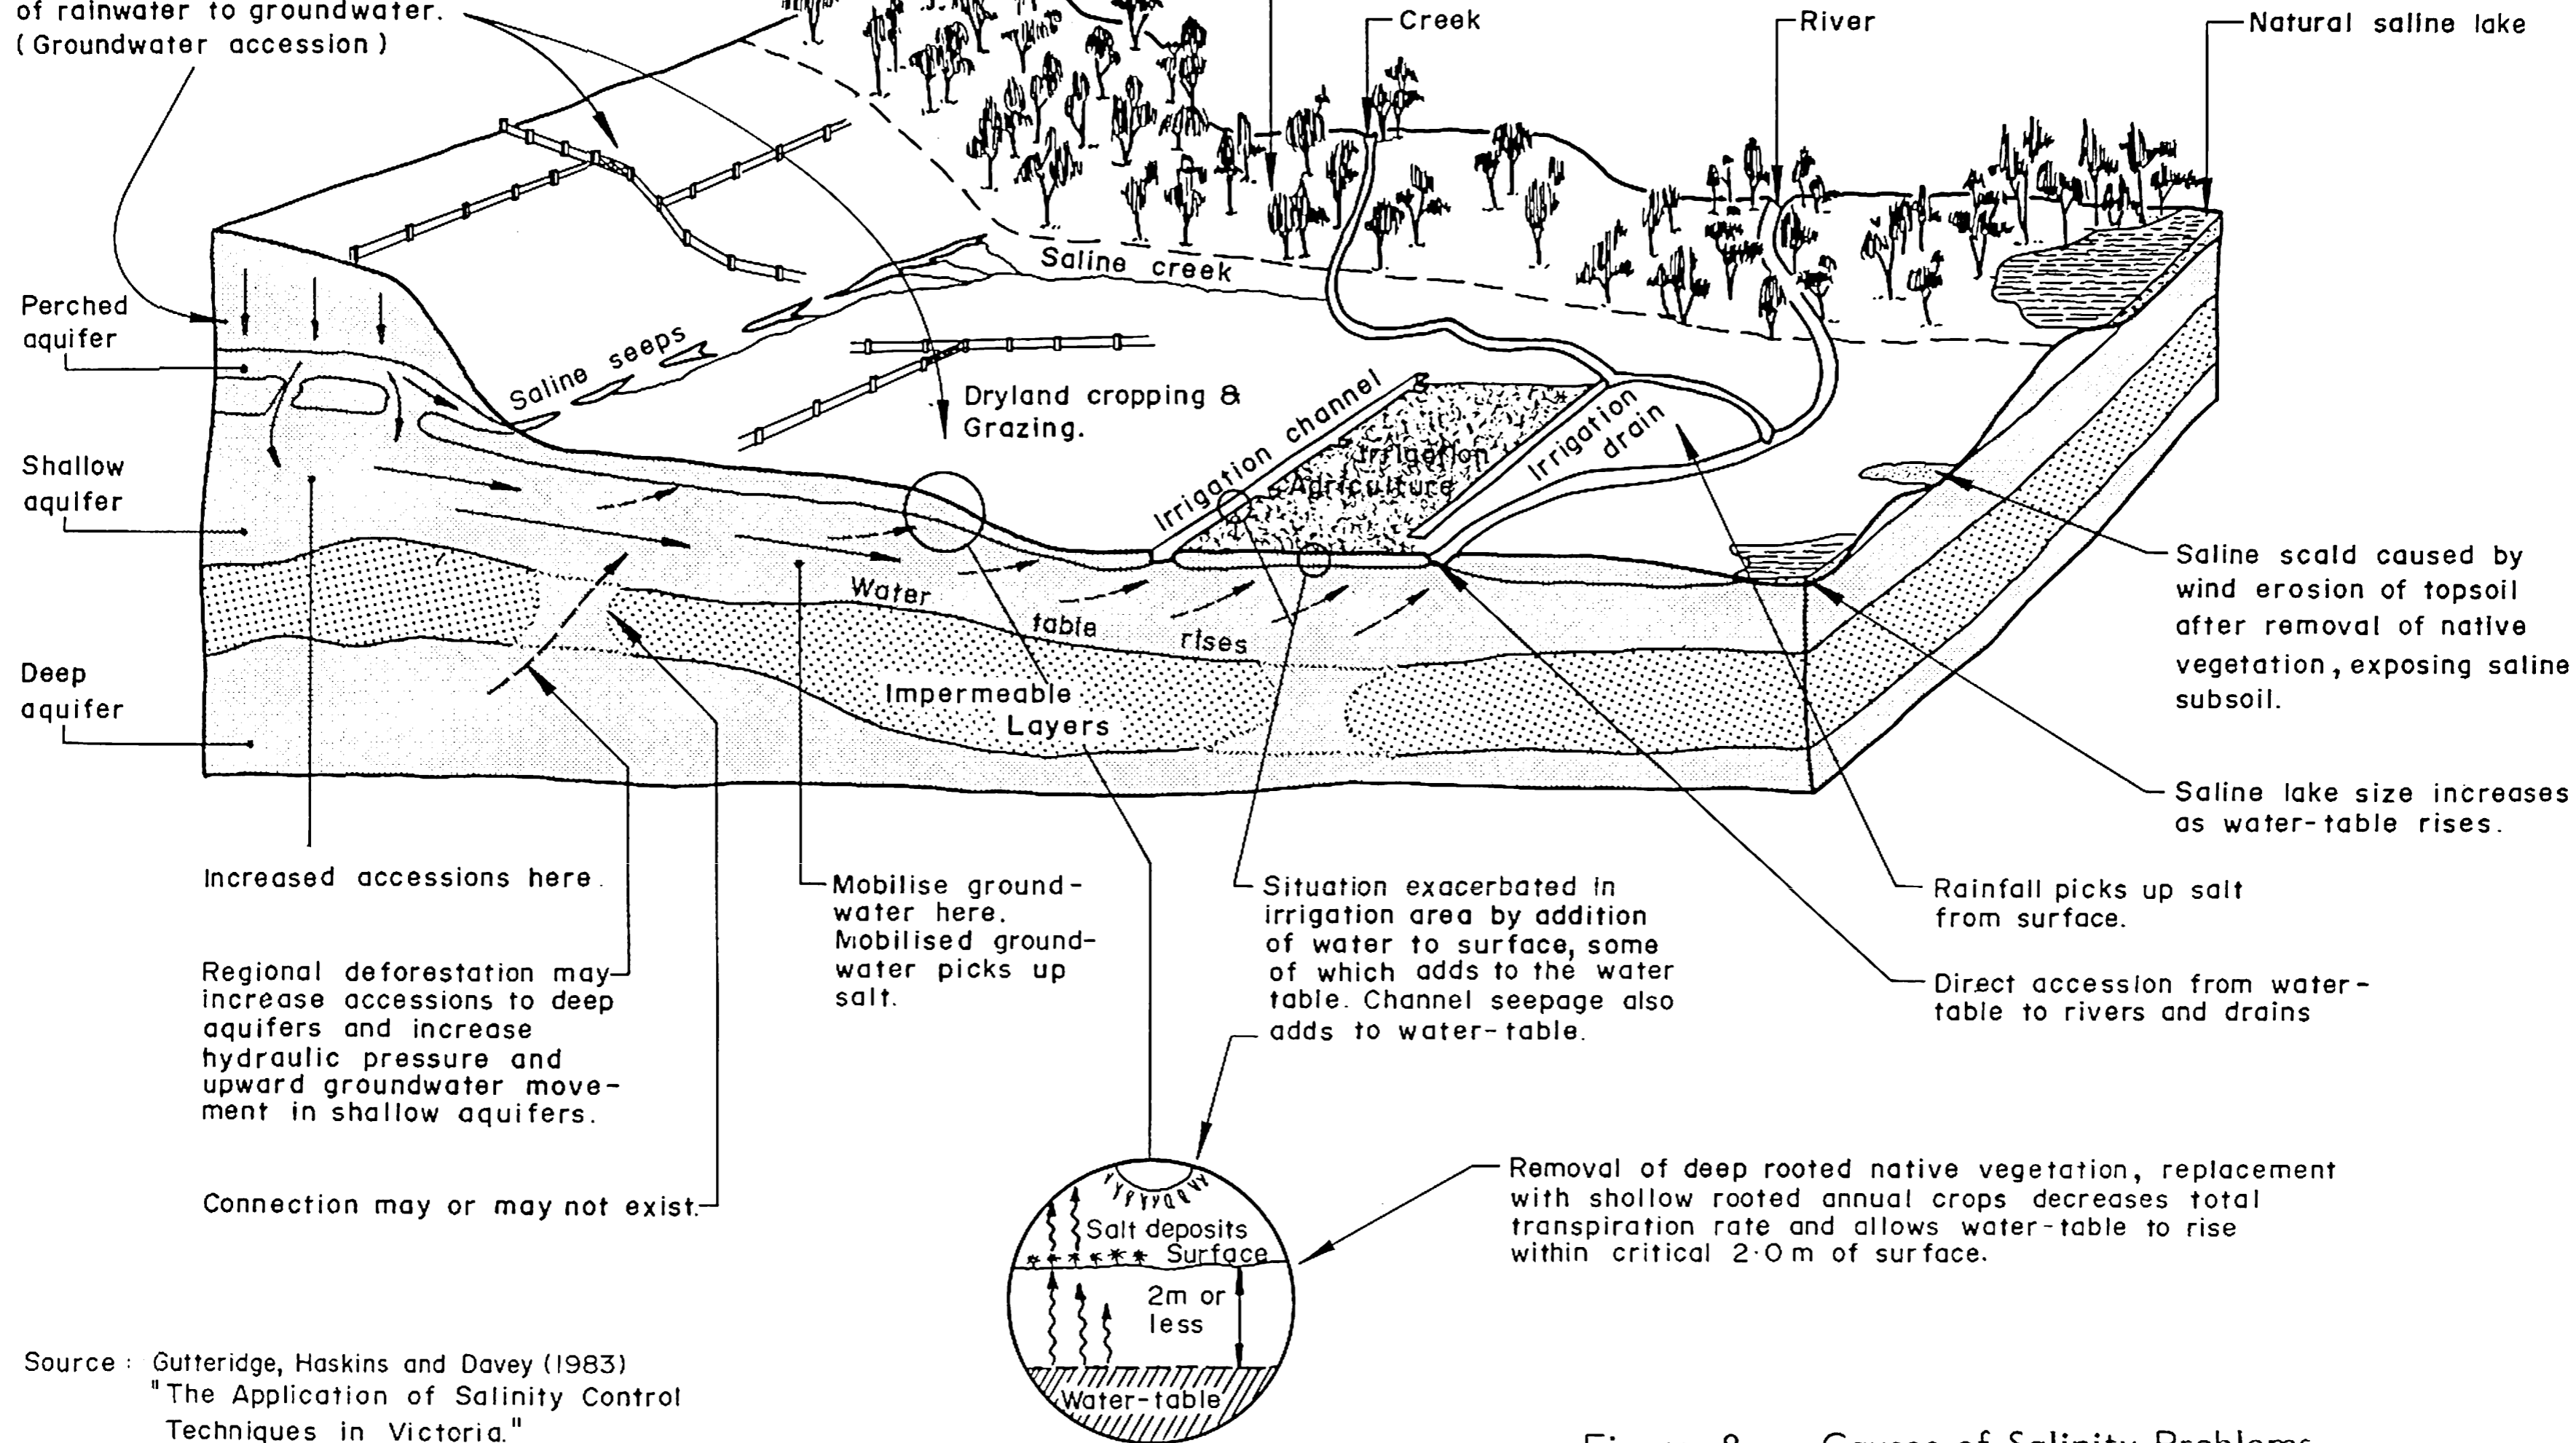 of rainwater to groundwater.
(Groundwater accession)
Creek
River
Natural saline lake
Saline creek
Perched
aquifer
Saline seeps
Dryland cropping &
Grazing.
Irrigation channel
Irrigation
Agriculture
Irrigation
drain
Shallow
aquifer
Water
table
rises
Deep
aquifer
Impermeable
Layers
Saline scald caused by
wind erosion of topsoil
after removal of native
vegetation, exposing saline
subsoil.
Saline lake size increases
as water-table rises.
Increased accessions here.
Regional deforestation may
increase accessions to deep
aquifers and increase
hydraulic pressure and
upward groundwater move-
ment in shallow aquifers.
Connection may or may not exist.
Mobilise ground-
water here.
Mobilised ground-
water picks up
salt.
Situation exacerbated in
irrigation area by addition
of water to surface, some
of which adds to the water
table. Channel seepage also
adds to water-table.
Rainfall picks up salt
from surface.
Direct accession from water-
table to rivers and drains
Removal of deep rooted native vegetation, replacement
with shollow rooted annual crops decreases total
transpiration rate and allows water-table to rise
within critical 2·0 m of surface.
Salt deposits
Surface
2m or
less
Water-table
Source : Gutteridge, Haskins and Davey (1983)
"The Application of Salinity Control
Techniques in Victoria."
Causes of Salinity Problems